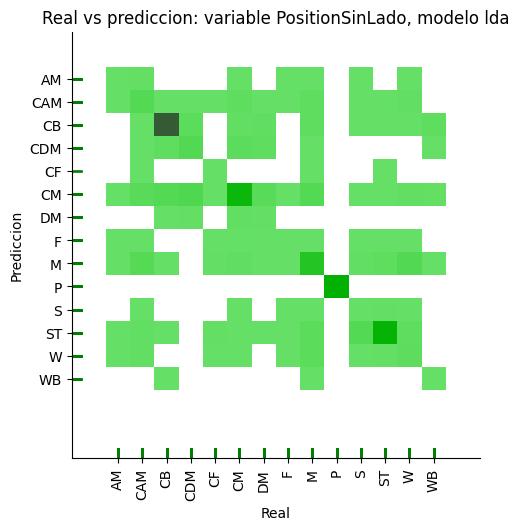 Real vs prediccion: variable PositionSinLado, modelo lda
AM
CAM
CB
CDM
CF
CM
DM
F
M
P
S
ST
W
WB
Prediccion
AM
CAM
CB
CDM
CF
CM
DM
F
M
P
S
ST
W
WB
Real